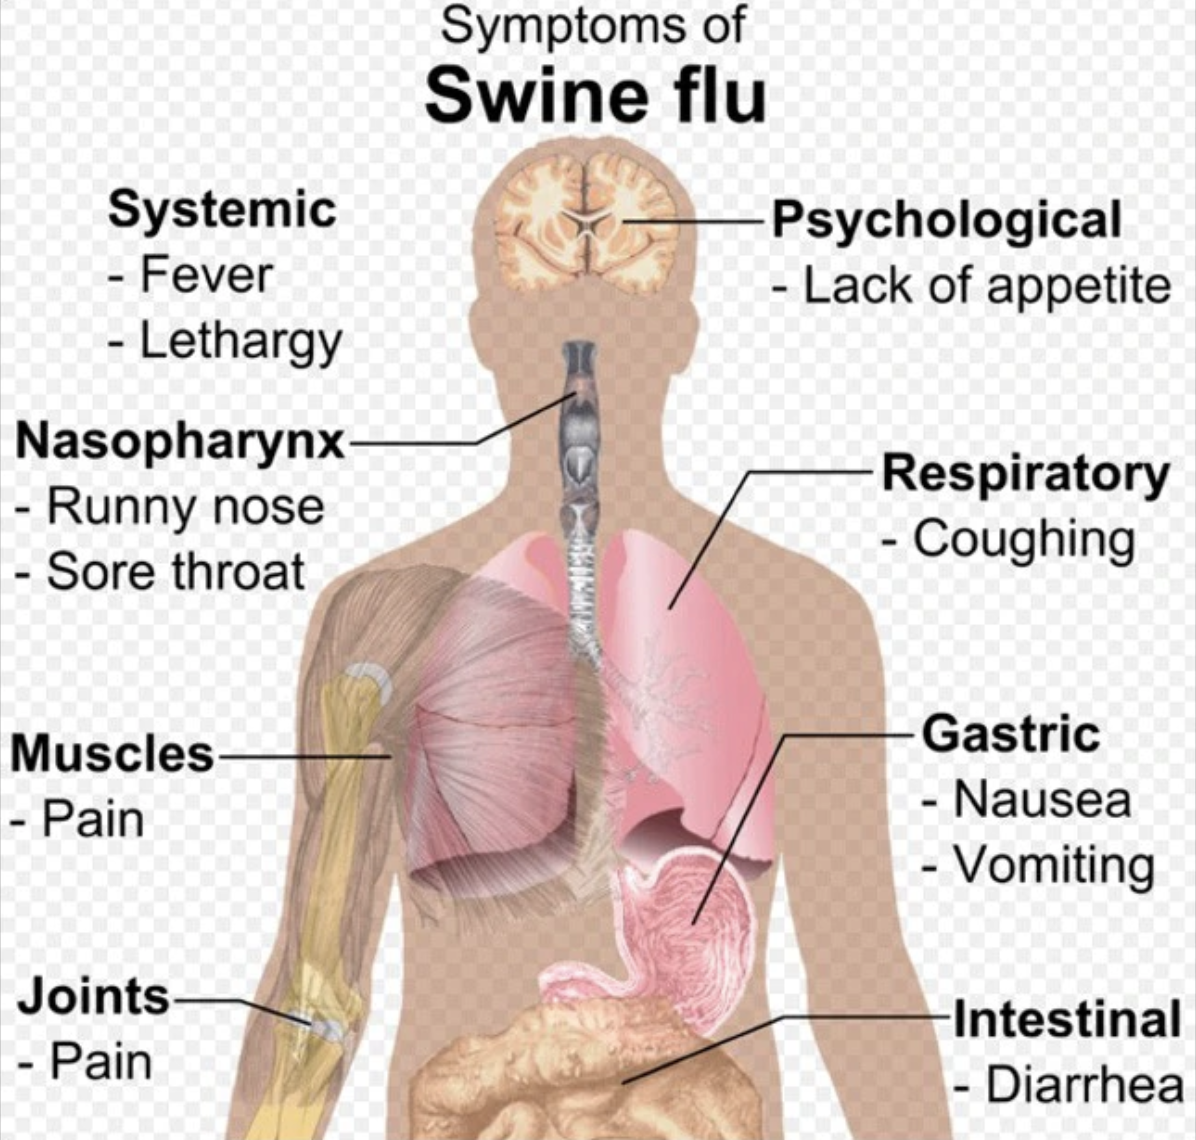 Symptoms of
Swine flu
Systemic
- Fever
- Lethargy
Psychological
- Lack of appetite
Nasopharynx
- Runny nose
- Sore throat
Respiratory
- Coughing
Muscles
- Pain
Gastric
- Nausea
- Vomiting
Joints
- Pain
Intestinal
- Diarrhea